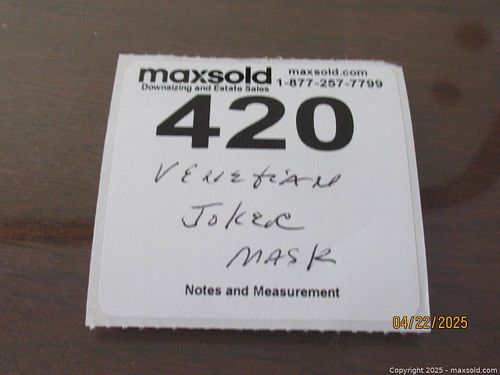 maxsold maxsold.com
Downsizing and Estate Sales 1-877-257-7799
420
VENETIAN
JOKER
MASK
Notes and Measurement
04/22/2025
Copyright © 2025 - maxsold.com